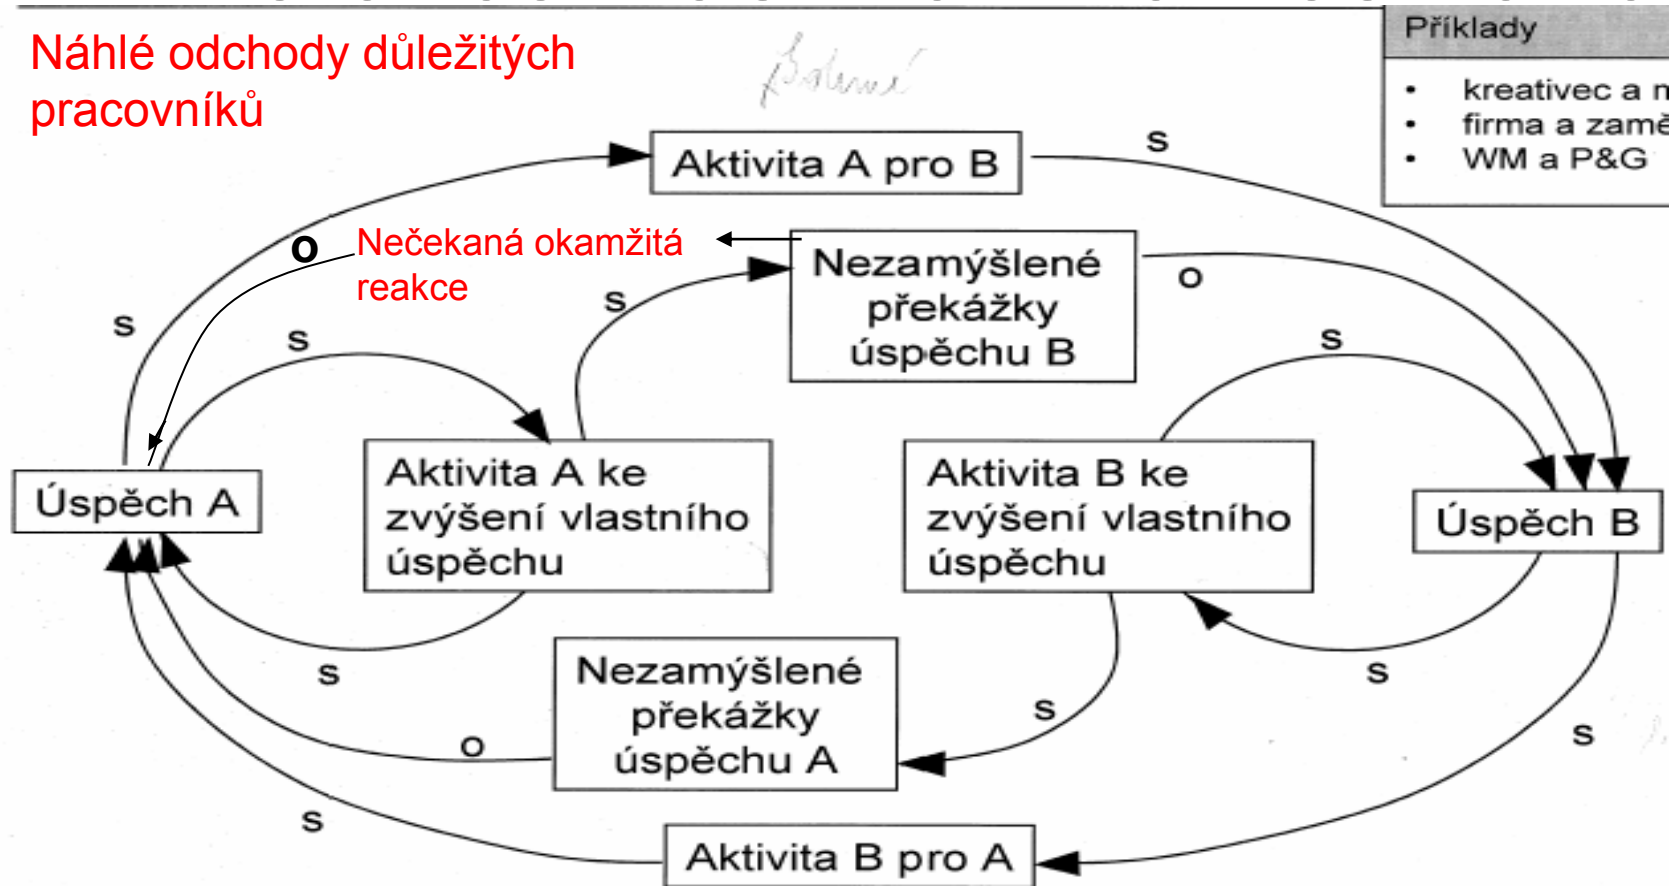 Náhlé odchody důležitých
pracovníků
Příklady
• kreativec a
• firma a
• WM a P&G
Aktivita A pro B
s
o
Nečekaná okamžitá
reakce
Nezamýšlené
překážky
úspěchu B
o
s
s
s
s
Úspěch A
Aktivita A ke
zvýšení vlastního
úspěchu
Aktivita B ke
zvýšení vlastního
úspěchu
Úspěch B
s
s
Nezamýšlené
překážky
úspěchu A
s
o
s
s
Aktivita B pro A